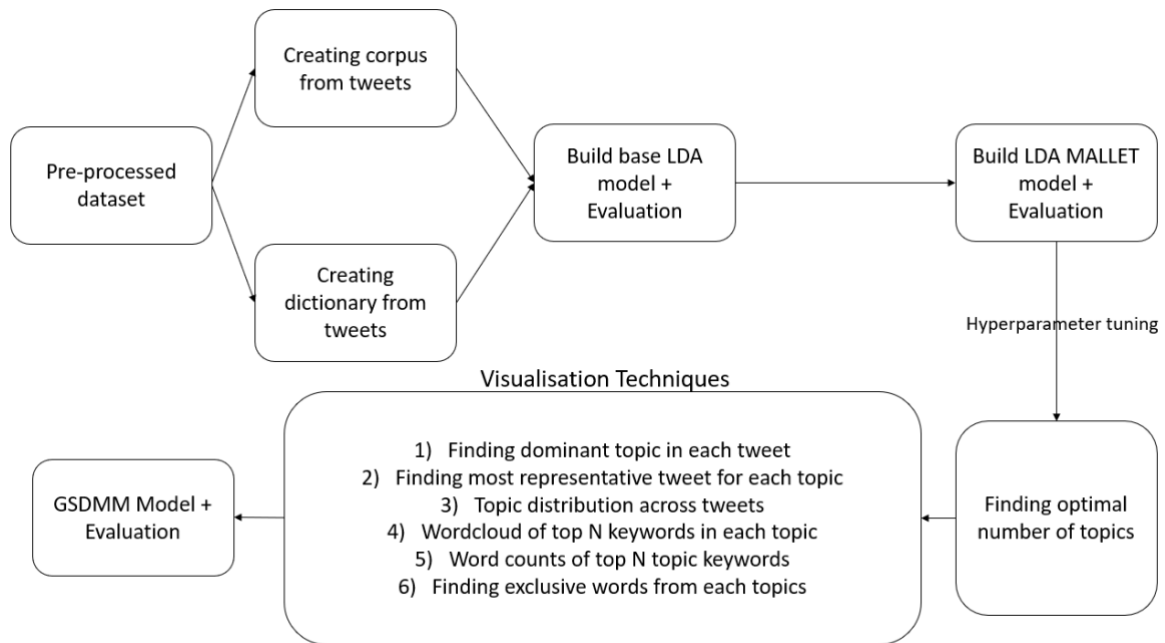 Pre-processed
dataset
Creating corpus
from tweets
Creating
dictionary from
tweets
Build base LDA
model +
Evaluation
Build LDA MALLET
model +
Evaluation
Hyperparameter tuning
Finding optimal
number of topics
Visualisation Techniques
1) Finding dominant topic in each tweet
2) Finding most representative tweet for each topic
3) Topic distribution across tweets
4) Wordcloud of top N keywords in each topic
5) Word counts of top N topic keywords
6) Finding exclusive words from each topics
GSDMM Model +
Evaluation